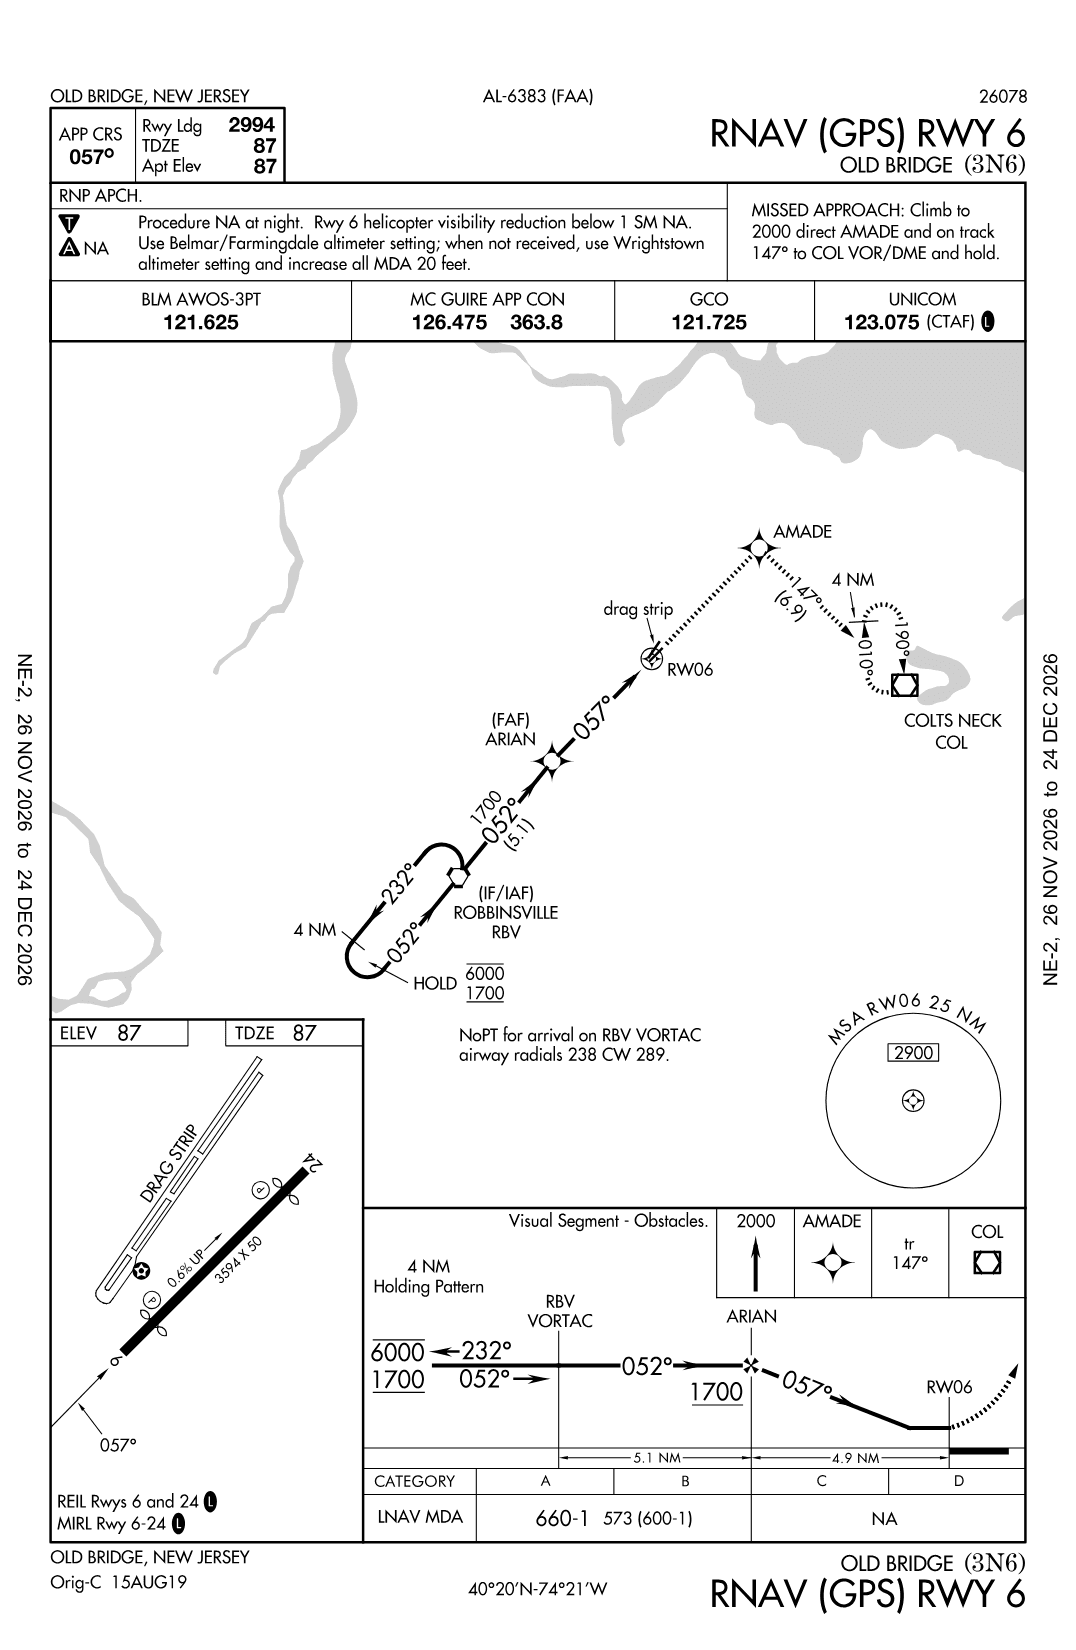 OLD BRIDGE, NEW JERSEY
AL-6383 (FAA)
26078
APP CRS
057°
Rwy Ldg 2994
TDZE 87
Apt Elev 87
RNAV (GPS) RWY 6
OLD BRIDGE (3N6)
RNP APCH.
T
A NA
Procedure NA at night. Rwy 6 helicopter visibility reduction below 1 SM NA.
Use Belmar/Farmingdale altimeter setting; when not received, use Wrightstown
altimeter setting and increase all MDA 20 feet.
MISSED APPROACH: Climb to
2000 direct AMADE and on track
147° to COL VOR/DME and hold.
BLM AWOS-3PT
121.625
MC GUIRE APP CON
126.475 363.8
GCO
121.725
UNICOM
123.075 (CTAF) L
AMADE
4 NM
147°
(6.9)
190°
010°
drag strip
RW06
COLTS NECK
COL
(FAF)
ARIAN
057°
1700
052°
(5.1)
232°
(IF/IAF)
ROBBINSVILLE
RBV
4 NM
052°
HOLD
6000
1700
NoPT for arrival on RBV VORTAC
airway radials 238 CW 289.
MSA RW06 25 NM
2900
NE-2, 26 NOV 2026 to 24 DEC 2026
NE-2, 26 NOV 2026 to 24 DEC 2026
ELEV 87
TDZE 87
DRAG STRIP
24
P
0.6% UP
3594 X 50
P
6
057°
REIL Rwys 6 and 24 L
MIRL Rwy 6-24 L
Visual Segment - Obstacles.
2000
AMADE
tr
147°
COL
4 NM
Holding Pattern
RBV
VORTAC
ARIAN
6000
1700
232°
052°
052°
1700
057°
RW06
5.1 NM
4.9 NM
CATEGORY A B C D
LNAV MDA 660-1 573 (600-1) NA
OLD BRIDGE, NEW JERSEY
Orig-C 15AUG19
40°20'N-74°21'W
OLD BRIDGE (3N6)
RNAV (GPS) RWY 6